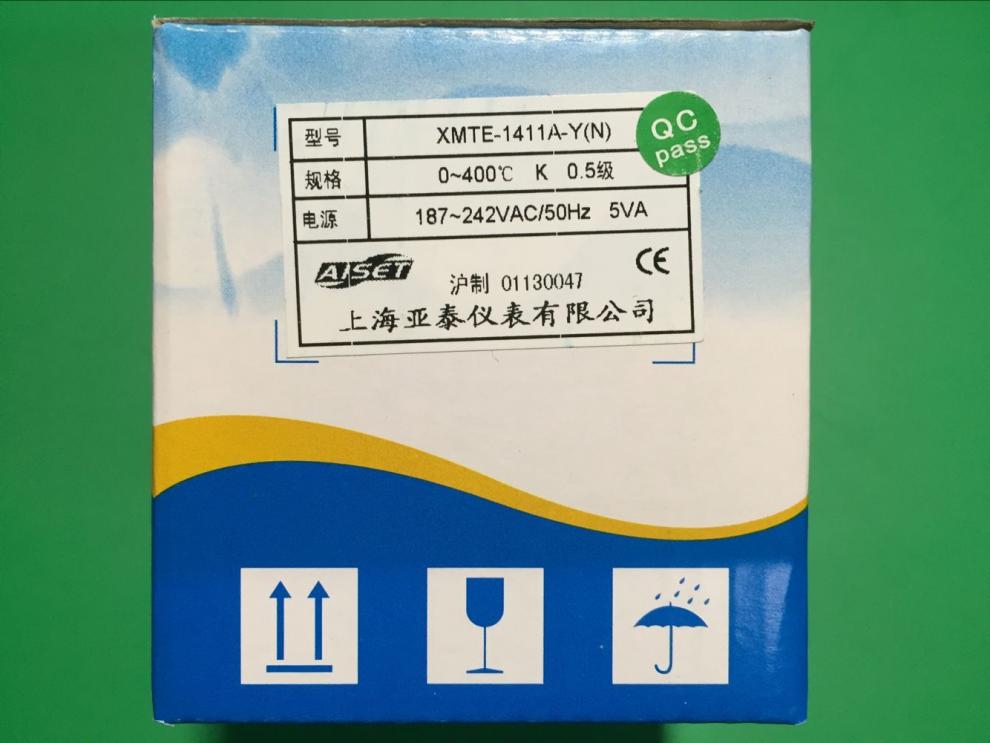 型号 XMTE-1411A-Y(N)
QC
pass
规格 0~400℃ K 0.5级
电源 187~242VAC/50Hz 5VA
AISET
CE
沪制 01130047
上海亚泰仪表有限公司